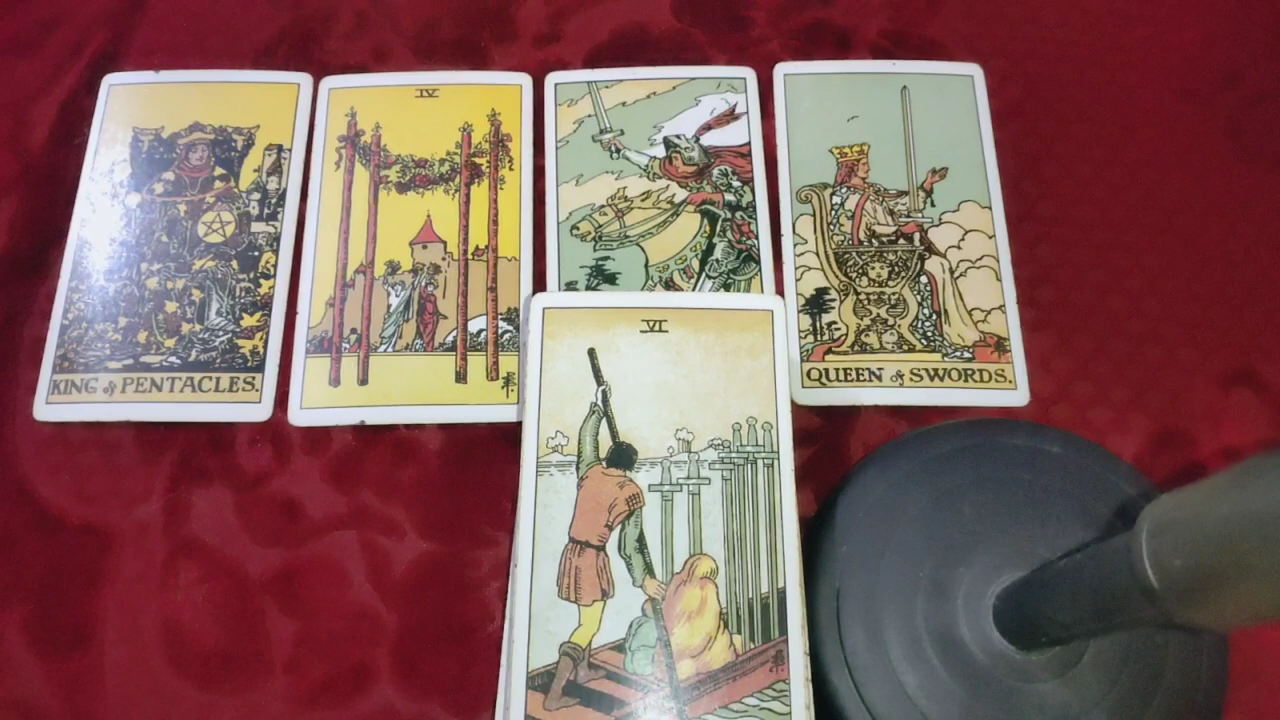 IV
KING of PENTACLES.
QUEEN of SWORDS.
VI